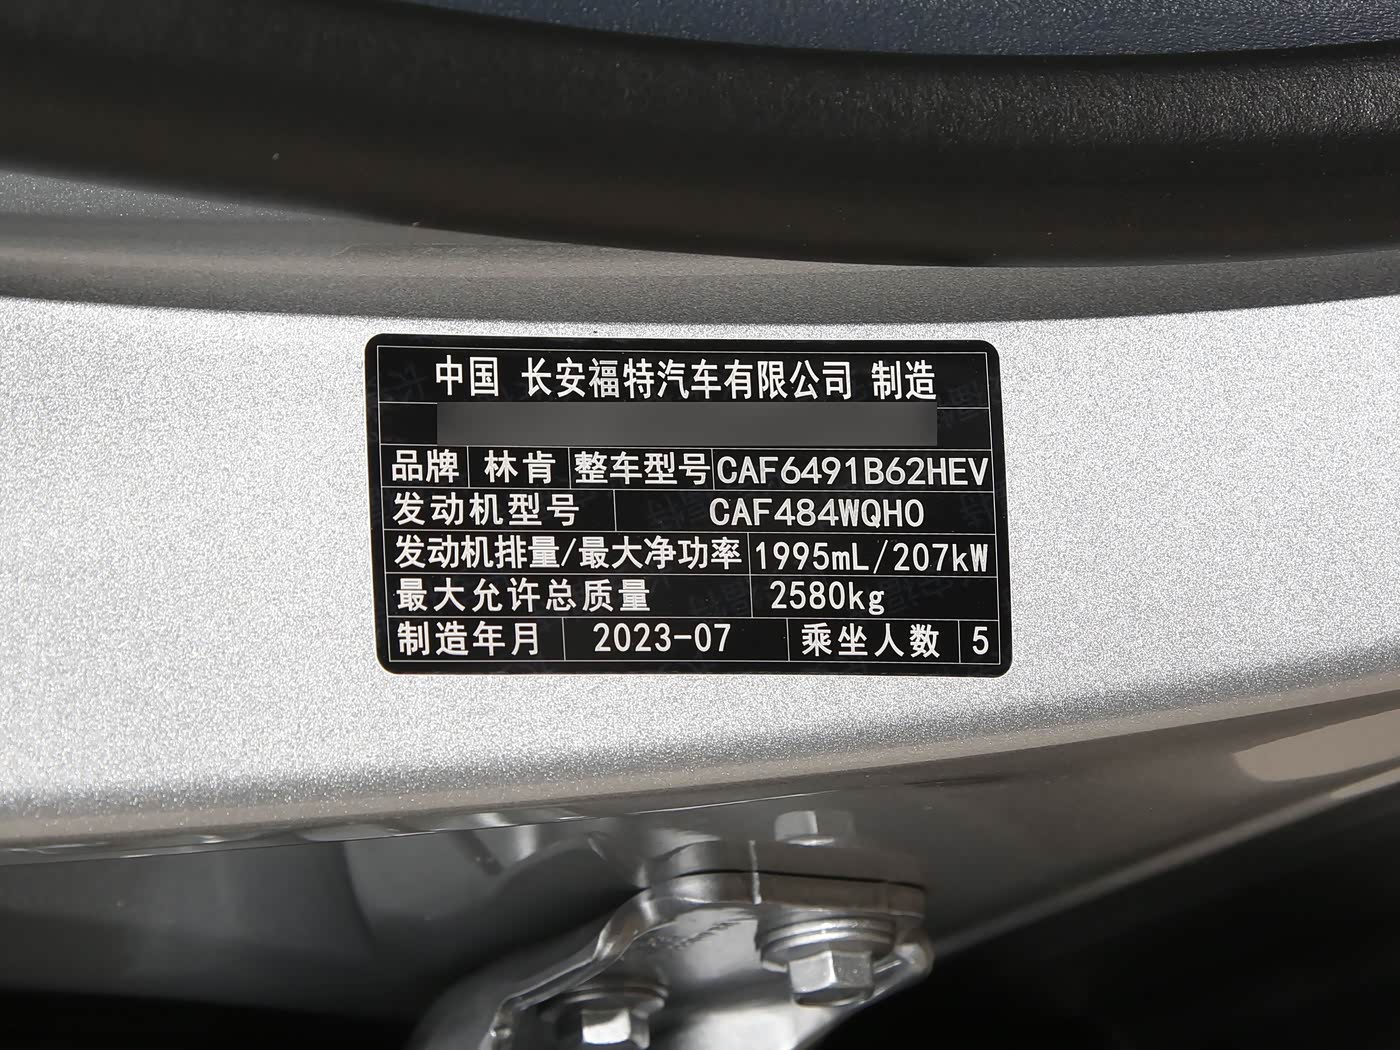 中国 长安福特汽车有限公司 制造
品牌 林肯 整车型号 CAF6491B62HEV
发动机型号 CAF484WQH0
发动机排量/最大净功率 1995mL/207kW
最大允许总质量 2580kg
制造年月 2023-07 乘坐人数 5